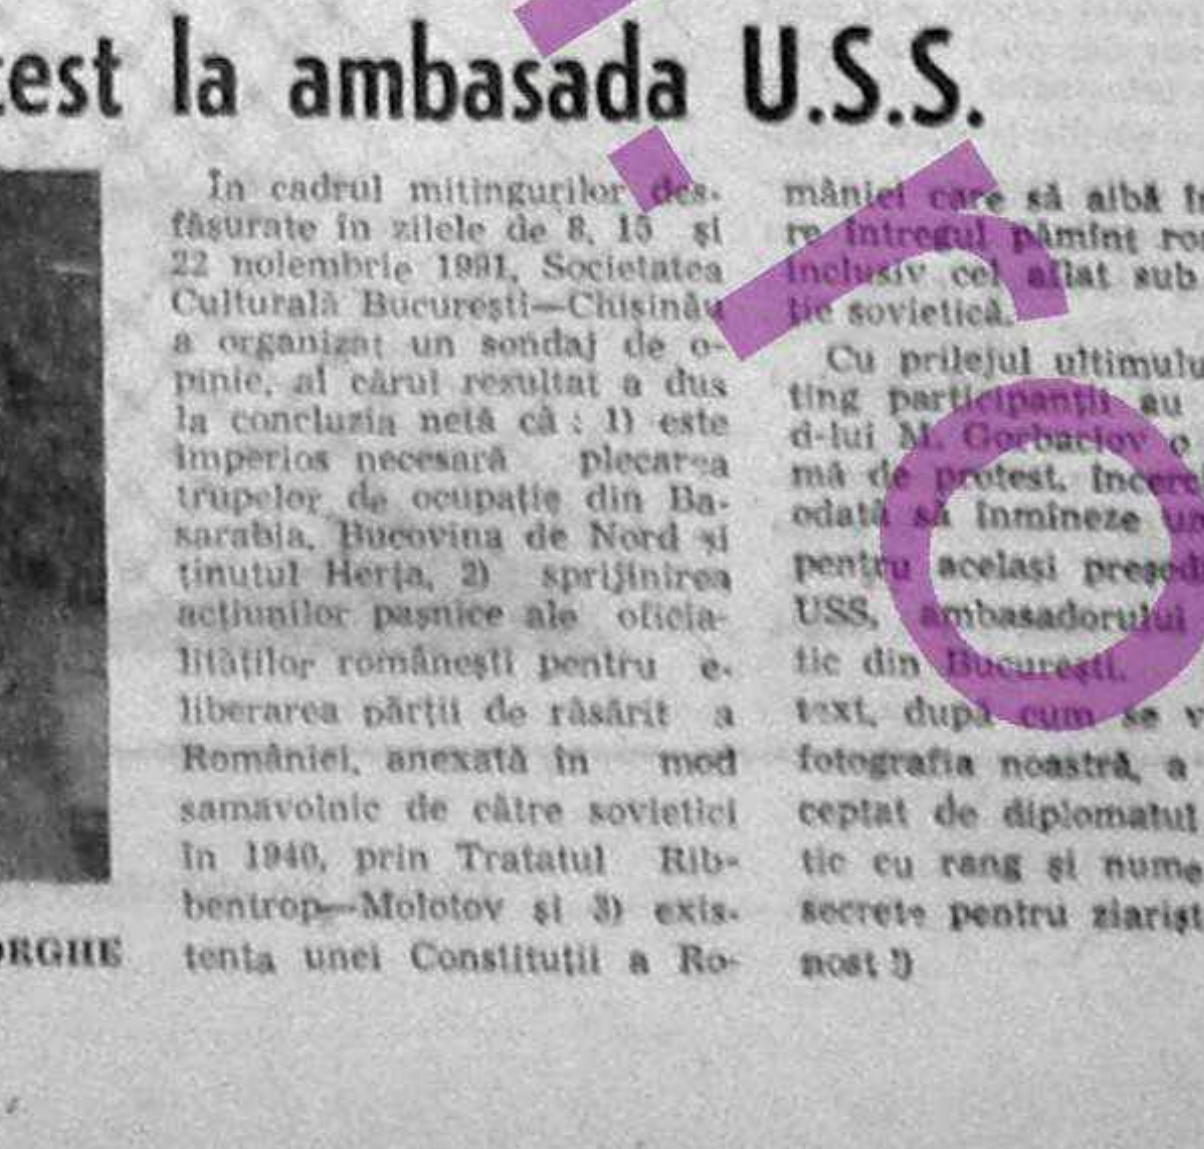 test la ambasada U.S.S.
In cadrul mitingurilor des-
fășurate în zilele de 8, 15 și
22 noiembrie 1991, Societatea
Culturală București—Chișinău
a organizat un sondaj de o-
pinie, al cărui rezultat a dus
la concluzia netă că : 1) este
imperios necesară plecarea
trupelor de ocupație din Ba-
sarabia, Bucovina de Nord și
ținutul Herța, 2) sprijinirea
acțiunilor pașnice ale oficia-
lităților românești pentru e-
liberarea părții de răsărit a
României, anexată în mod
samavolnic de către sovietici
în 1940, prin Tratatul Rib-
bentrop—Molotov și 3) exis-
tența unei Constituții a Ro-
mâniei care să aibă
re întregul pămînt
inclusiv cel aflat sub
ție sovietică.
Cu prilejul ultimulu
ting participanții au
d-lui M. Gorbaciov o
mă de protest, încerc
odată să înmîneze
pentru același președ
USS, ambasadorului
tic din București.
text, după cum se v
fotografia noastră, a
ceptat de diplomatul
tic cu rang și nume
secrete pentru ziariș
nost !)
ORGHE